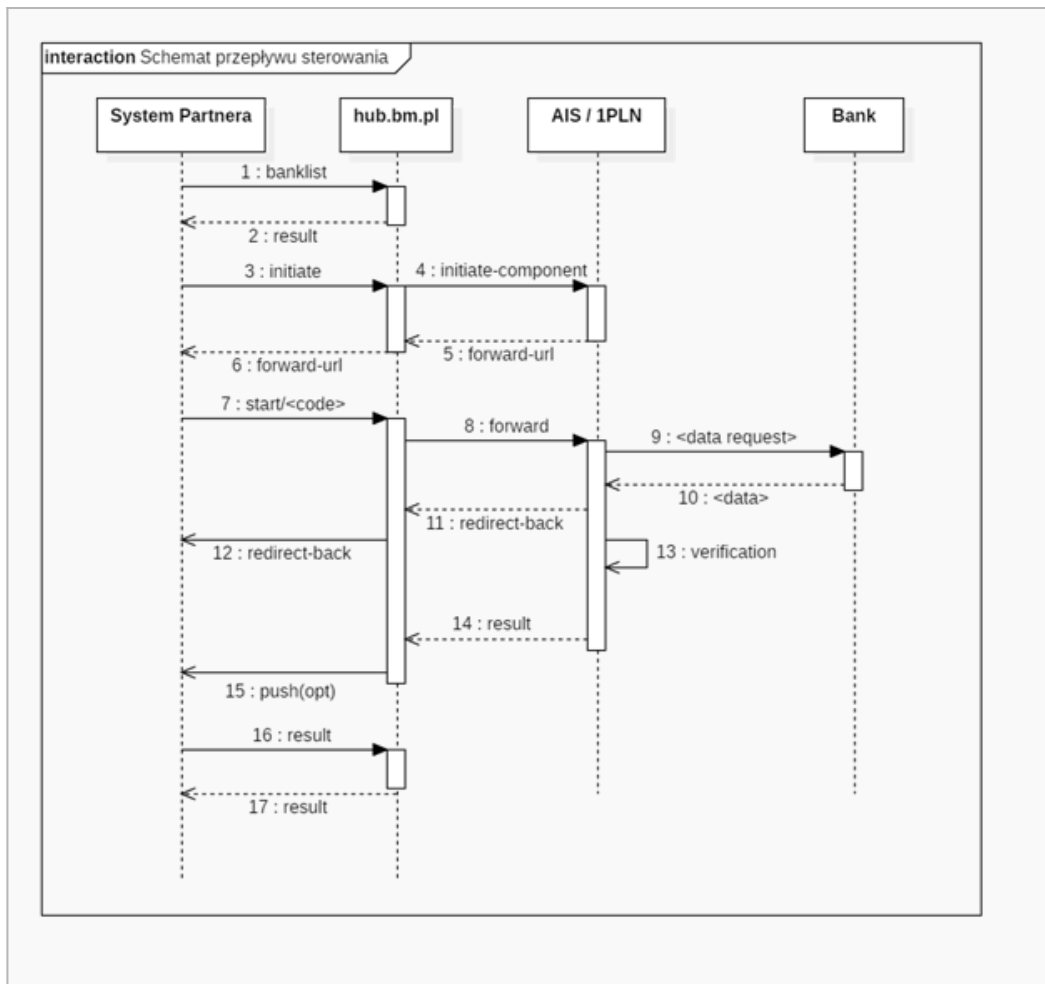 interaction Schemat przepływu sterowania
System Partnera
hub.bm.pl
AIS / 1PLN
Bank
1 : banklist
2 : result
3 : initiate
4 : initiate-component
5 : forward-url
6 : forward-url
7 : start/<code>
8 : forward
9 : <data request>
10 : <data>
11 : redirect-back
12 : redirect-back
13 : verification
14 : result
15 : push(opt)
16 : result
17 : result